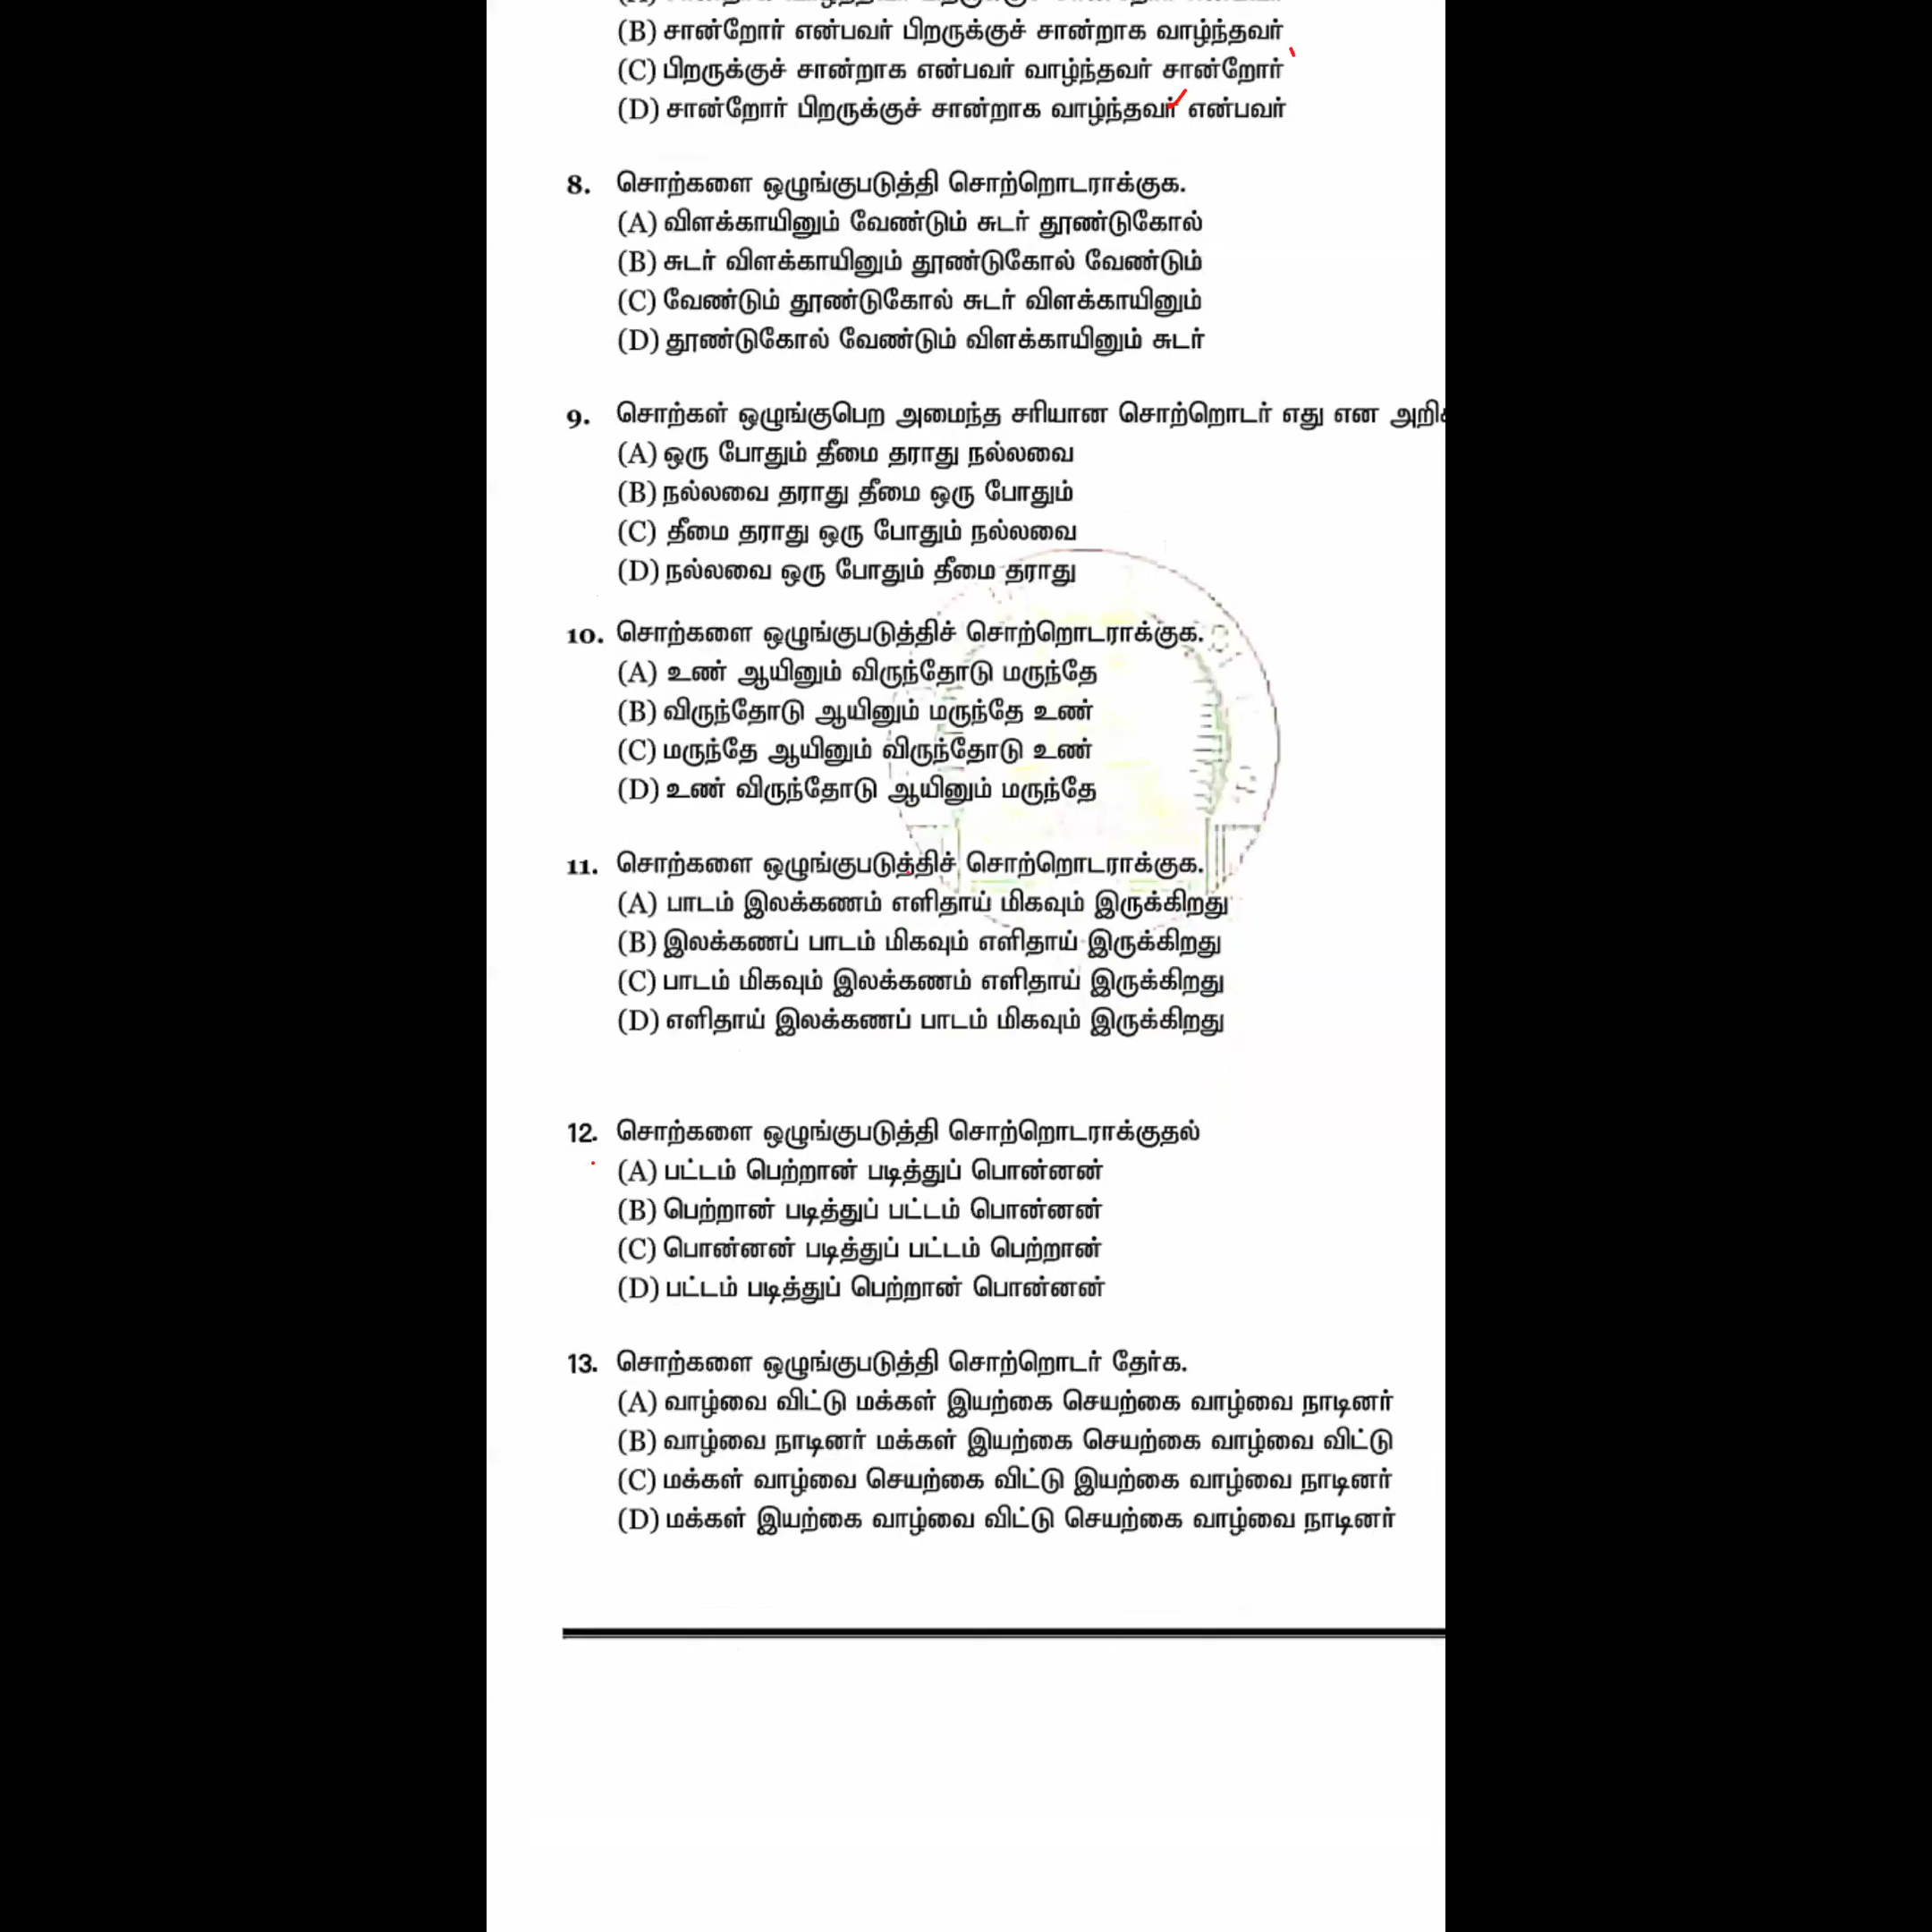 (B) சான்றோர் என்பவர் பிறருக்குச் சான்றாக வாழ்ந்தவர்
(C) பிறருக்குச் சான்றாக என்பவர் வாழ்ந்தவர் சான்றோர்
(D) சான்றோர் பிறருக்குச் சான்றாக வாழ்ந்தவர் என்பவர்
8. சொற்களை ஒழுங்குபடுத்தி சொற்றொடராக்குக.
(A) விளக்காயினும் வேண்டும் சுடர் தூண்டுகோல்
(B) சுடர் விளக்காயினும் தூண்டுகோல் வேண்டும்
(C) வேண்டும் தூண்டுகோல் சுடர் விளக்காயினும்
(D) தூண்டுகோல் வேண்டும் விளக்காயினும் சுடர்
9. சொற்கள் ஒழுங்குபெற அமைந்த சரியான சொற்றொடர் எது என
(A) ஒரு போதும் தீமை தராது நல்லவை
(B) நல்லவை தராது தீமை ஒரு போதும்
(C) தீமை தராது ஒரு போதும் நல்லவை
(D) நல்லவை ஒரு போதும் தீமை தராது
10. சொற்களை ஒழுங்குபடுத்திச் சொற்றொடராக்குக.
(A) உண் ஆயினும் விருந்தோடு மருந்தே
(B) விருந்தோடு ஆயினும் மருந்தே உண்
(C) மருந்தே ஆயினும் விருந்தோடு உண்
(D) உண் விருந்தோடு ஆயினும் மருந்தே
11. சொற்களை ஒழுங்குபடுத்திச் சொற்றொடராக்குக.
(A) பாடம் இலக்கணம் எளிதாய் மிகவும் இருக்கிறது
(B) இலக்கணப் பாடம் மிகவும் எளிதாய் இருக்கிறது
(C) பாடம் மிகவும் இலக்கணம் எளிதாய் இருக்கிறது
(D) எளிதாய் இலக்கணப் பாடம் மிகவும் இருக்கிறது
12. சொற்களை ஒழுங்குபடுத்தி சொற்றொடராக்குதல்
(A) பட்டம் பெற்றான் படித்துப் பொன்னன்
(B) பெற்றான் படித்துப் பட்டம் பொன்னன்
(C) பொன்னன் படித்துப் பட்டம் பெற்றான்
(D) பட்டம் படித்துப் பெற்றான் பொன்னன்
13. சொற்களை ஒழுங்குபடுத்தி சொற்றொடர் தேர்க.
(A) வாழ்வை விட்டு மக்கள் இயற்கை செயற்கை வாழ்வை நாடினர்
(B) வாழ்வை நாடினர் மக்கள் இயற்கை செயற்கை வாழ்வை விட்டு
(C) மக்கள் வாழ்வை செயற்கை விட்டு இயற்கை வாழ்வை நாடினர்
(D) மக்கள் இயற்கை வாழ்வை விட்டு செயற்கை வாழ்வை நாடினர்